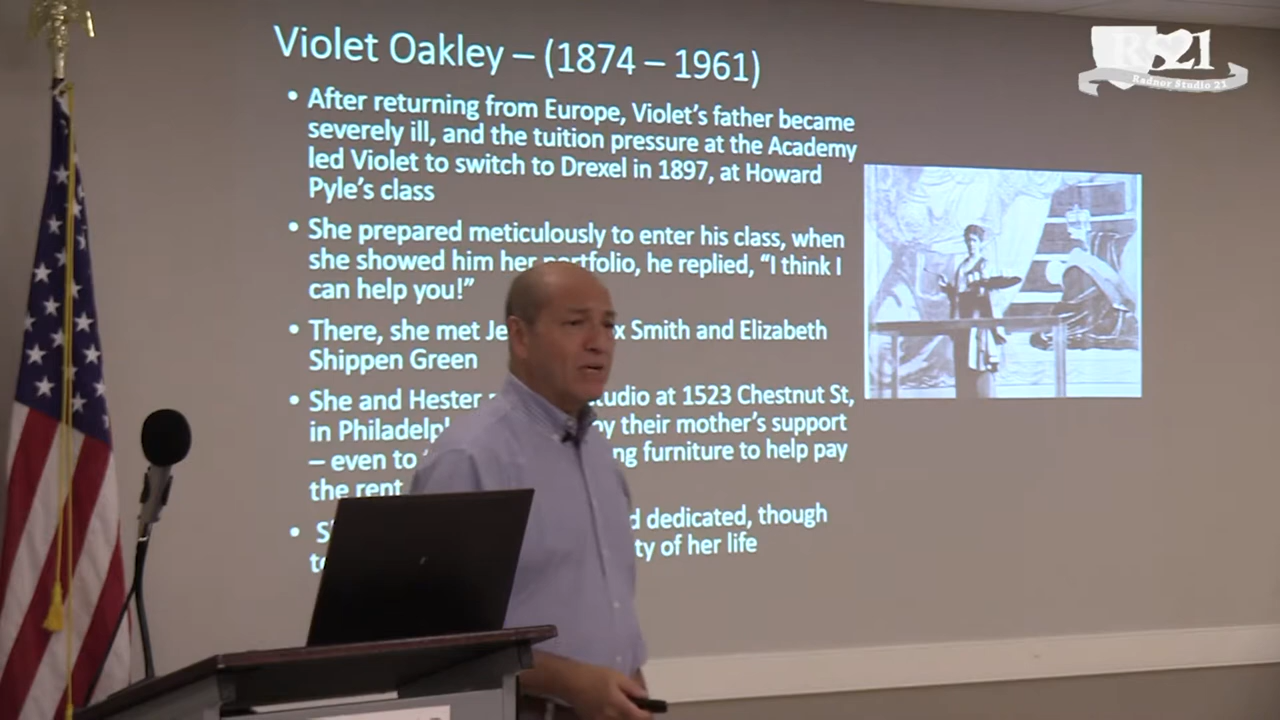 Violet Oakley – (1874 – 1961)
R S 21
Radnor Studio 21
• After returning from Europe, Violet's father became
severely ill, and the tuition pressure at the Academy
led Violet to switch to Drexel in 1897, at Howard
Pyle's class
• She prepared meticulously to enter his class, when
she showed him her portfolio, he replied, “I think I
can help you!”
• There, she met Smith and Elizabeth
Shippen Green
• She and Hester studio at 1523 Chestnut St,
in by their mother's support
– even to furniture to help pay
the rent
• dedicated, though
of her life